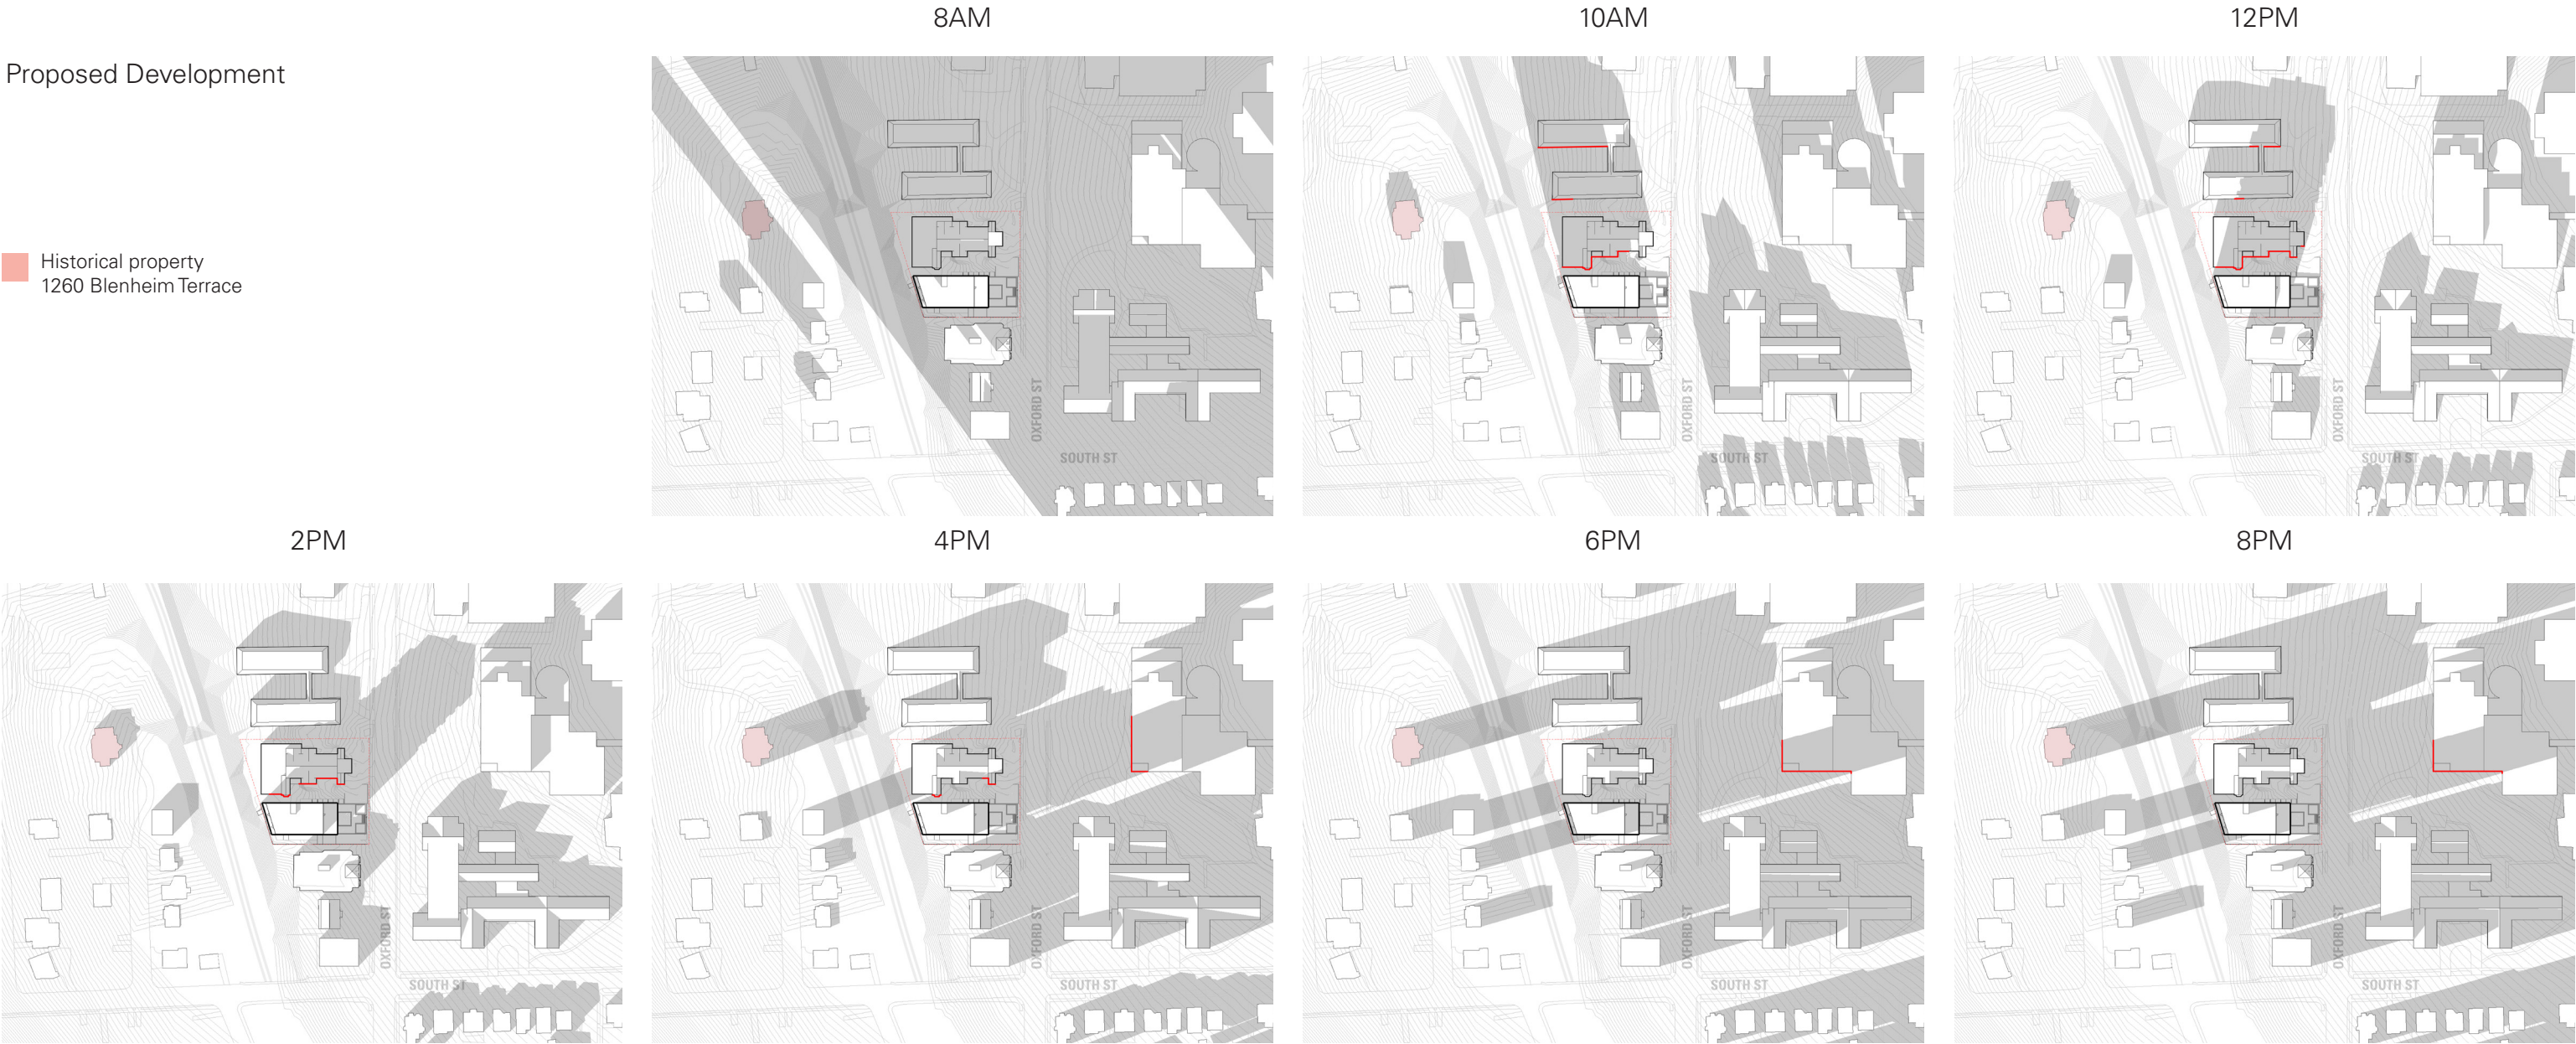 8AM
10AM
12PM
Proposed Development
Historical property
1260 Blenheim Terrace
OXFORD ST
SOUTH ST
OXFORD ST
SOUTH ST
OXFORD ST
SOUTH ST
2PM
4PM
6PM
8PM
OXFORD ST
SOUTH ST
OXFORD ST
SOUTH ST
OXFORD ST
SOUTH ST
OXFORD ST
SOUTH ST